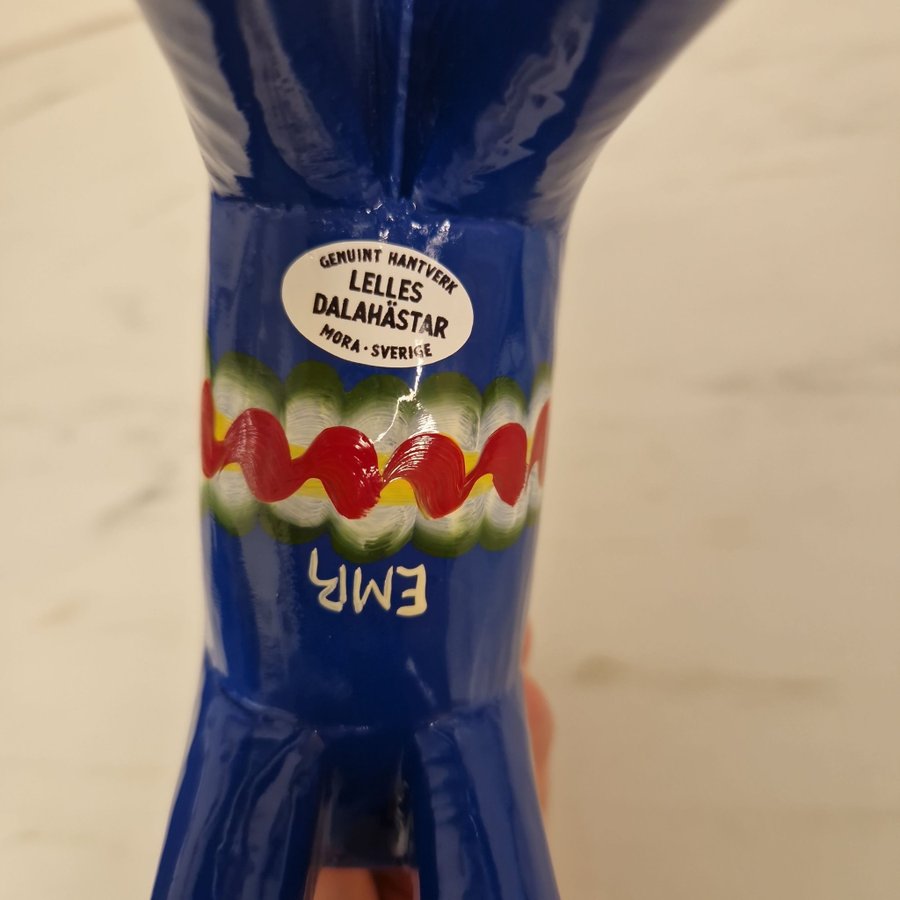 GENUINT HANTVERK
LELLES
DALAHÄSTAR
MORA · SVERIGE
EMR